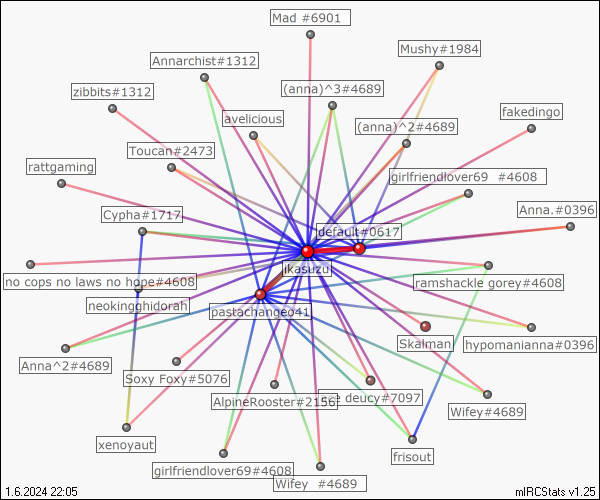 Mad #6901
Mushy#1984
Annarchist#1312
zibbits#1312
(anna)^3#4689
fakedingo
avelicious
(anna)^2#4689
Toucan#2473
rattgaming
girlfriendlover69 #4608
Anna.#0396
Cypha#1717
default#0617
ikasuzu
no cops no laws no hope#4608
ramshackle gorey#4608
neokingghidorah
pastachangeo41
Skalman
hypomanianna#0396
Anna^2#4689
Soxy Foxy#5076
AlpineRooster#2156
deucy#7097
Wifey#4689
xenoyaut
frisout
girlfriendlover69#4608
Wifey #4689
1.6.2024 22:05
mIRCStats v1.25